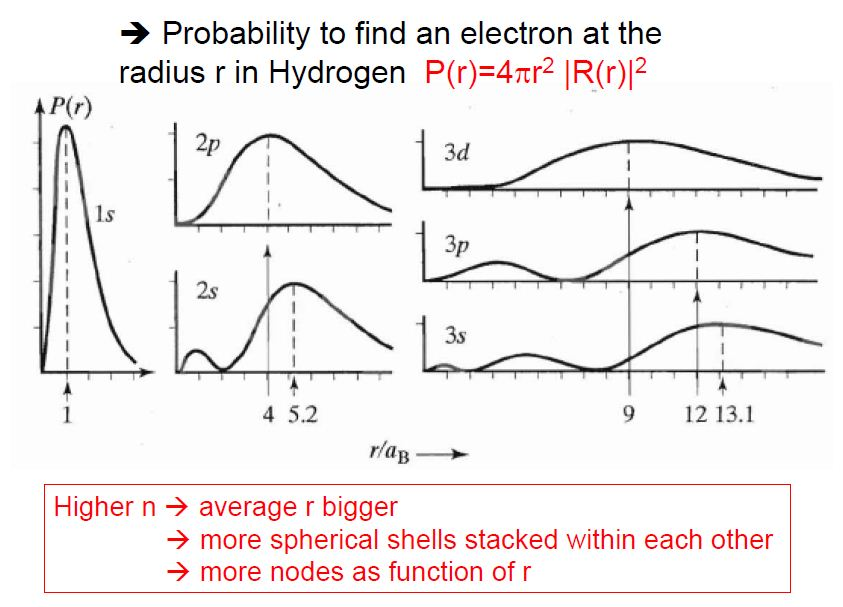 ➔ Probability to find an electron at the
radius r in Hydrogen P(r)=4πr² |R(r)|²
P(r)
1s
2p
2s
3d
3p
3s
1
4 5.2
9
12 13.1
r/aB
Higher n → average r bigger
→ more spherical shells stacked within each other
→ more nodes as function of r